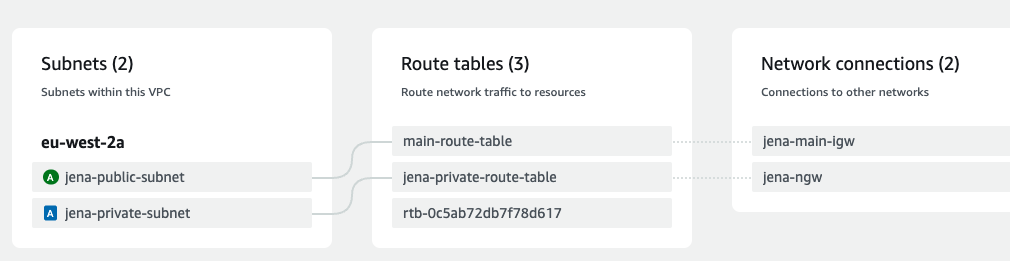 Subnets (2)
Subnets within this VPC
eu-west-2a
A jena-public-subnet
A jena-private-subnet
Route tables (3)
Route network traffic to resources
main-route-table
jena-private-route-table
rtb-0c5ab72db7f78d617
Network connections (2)
Connections to other networks
jena-main-igw
jena-ngw